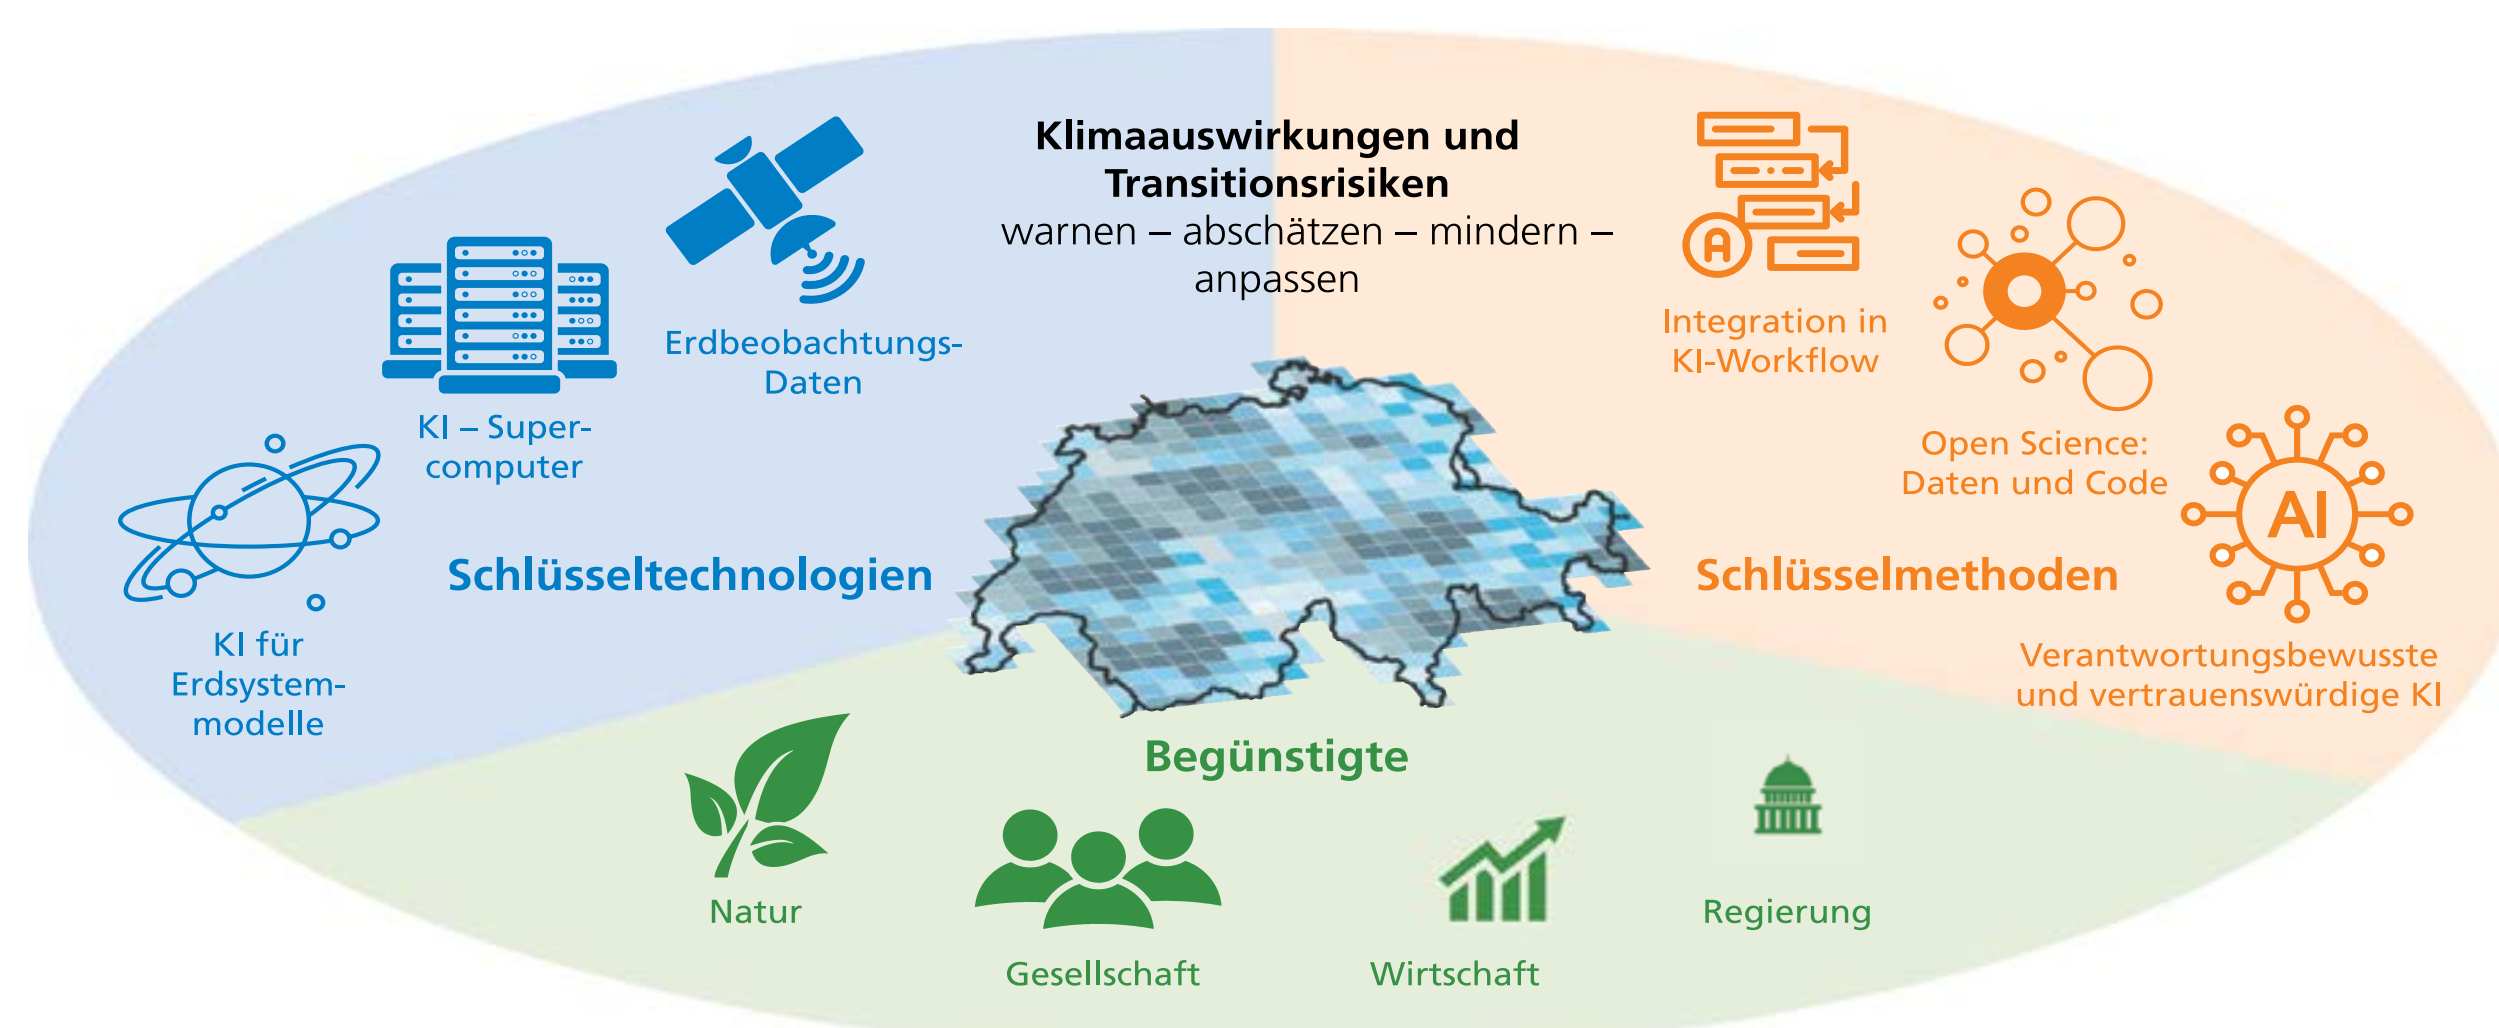 Klimaauswirkungen und
Transitionsrisiken
warnen – abschätzen – mindern –
anpassen
Erdbeobachtungs-
Daten
KI – Super-
computer
KI für
Erdsystem-
modelle
Schlüsseltechnologien
Integration in
KI-Workflow
A
Open Science:
Daten und Code
AI
Schlüsselmethoden
Verantwortungsbewusste
und vertrauenswürdige KI
Begünstigte
Natur
Gesellschaft
Wirtschaft
Regierung